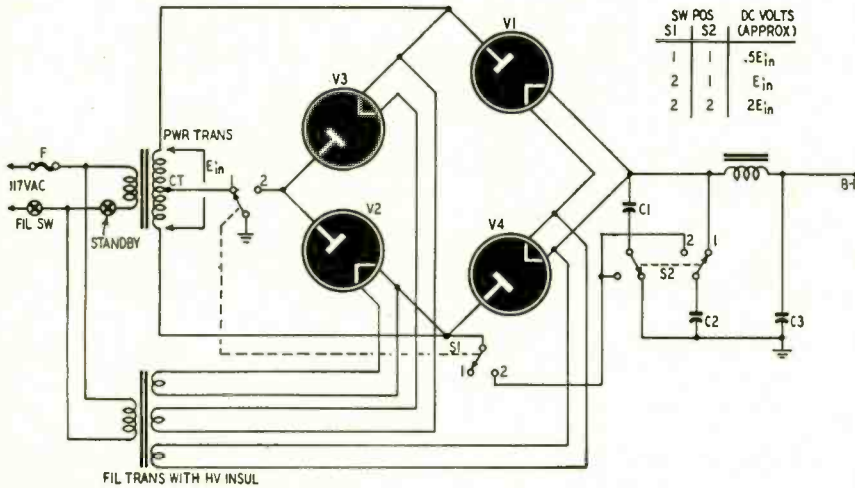 SW POS DC VOLTS
S1 S2 (APPROX)
1 1 .5Ein
2 1 Ein
2 2 2Ein
V1
V3
PWR TRANS
F
Ein
117VAC
CT
1 2
FIL SW
STANDBY
V2
V4
C1
2 1
S2
B+
C2
C3
S1
1 2
FIL TRANS WITH HV INSUL